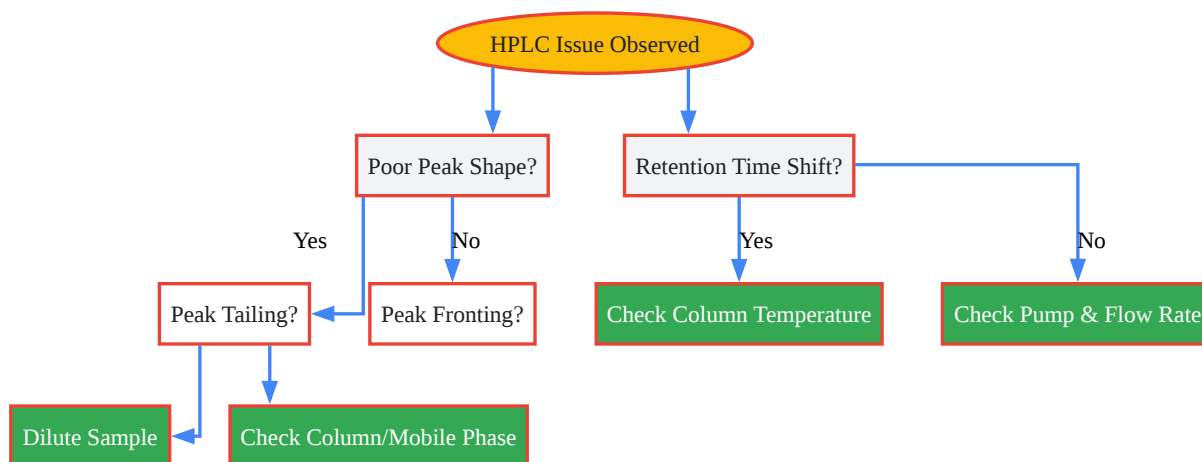 HPLC Issue Observed
Poor Peak Shape?
Retention Time Shift?
Yes
No
Yes
No
Peak Tailing?
Peak Fronting?
Check Column Temperature
Check Pump & Flow Rate
Dilute Sample
Check Column/Mobile Phase